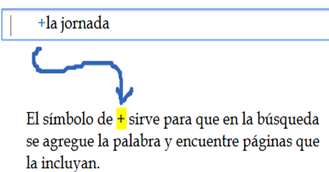 +la jornada
El símbolo de + sirve para que en la búsqueda
se agregue la palabra y encuentre páginas que
la incluyan.